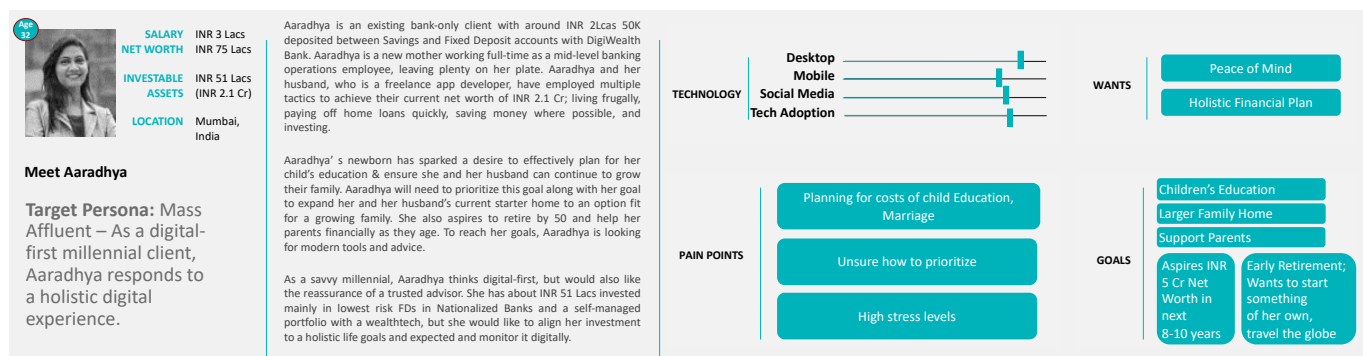 Age
32
SALARY INR 3 Lacs
NET WORTH INR 75 Lacs
INVESTABLE INR 51 Lacs
ASSETS (INR 2.1 Cr)
LOCATION Mumbai,
India
Meet Aaradhya
Target Persona: Mass
Affluent – As a digital-
first millennial client,
Aaradhya responds to
a holistic digital
experience.
Aaradhya is an existing bank-only client with around INR 2Lcas 50K
deposited between Savings and Fixed Deposit accounts with DigiWealth
Bank. Aaradhya is a new mother working full-time as a mid-level banking
operations employee, leaving plenty on her plate. Aaradhya and her
husband, who is a freelance app developer, have employed multiple
tactics to achieve their current net worth of INR 2.1 Cr; living frugally,
paying off home loans quickly, saving money where possible, and
investing.
Aaradhya' s newborn has sparked a desire to effectively plan for her
child's education & ensure she and her husband can continue to grow
their family. Aaradhya will need to prioritize this goal along with her goal
to expand her and her husband's current starter home to an option fit
for a growing family. She also aspires to retire by 50 and help her
parents financially as they age. To reach her goals, Aaradhya is looking
for modern tools and advice.
As a savvy millennial, Aaradhya thinks digital-first, but would also like
the reassurance of a trusted advisor. She has about INR 51 Lacs invested
mainly in lowest risk FDs in Nationalized Banks and a self-managed
portfolio with a wealthtech, but she would like to align her investment
to a holistic life goals and expected and monitor it digitally.
TECHNOLOGY
Desktop
Mobile
Social Media
Tech Adoption
WANTS
Peace of Mind
Holistic Financial Plan
PAIN POINTS
Planning for costs of child Education,
Marriage
Unsure how to prioritize
High stress levels
GOALS
Children's Education
Larger Family Home
Support Parents
Aspires INR
5 Cr Net
Worth in
next
8-10 years
Early Retirement;
Wants to start
something
of her own,
travel the globe